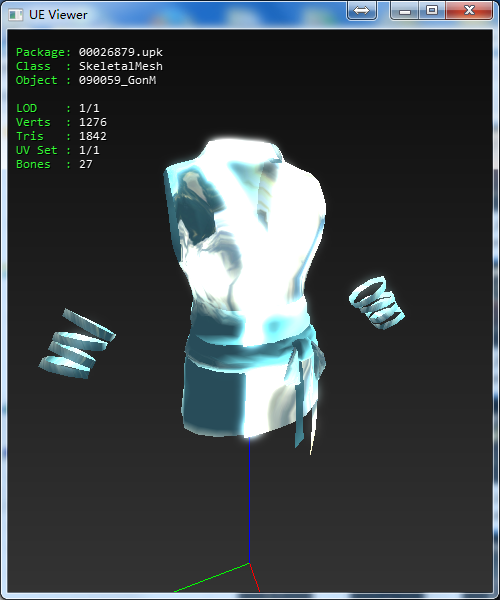 UE Viewer
Package: 00026879.upk
Class : SkeletalMesh
Object : 090059_GonM
LOD : 1/1
Verts : 1276
Tris : 1842
UV Set : 1/1
Bones : 27